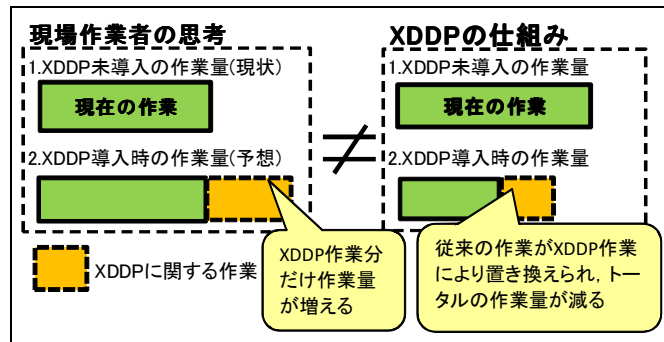 現場作業者の思考
1.XDDP未導入の作業量(現状)
現在の作業
2.XDDP導入時の作業量(予想)
XDDP作業分
だけ作業量
が増える
XDDPに関する作業
≠
XDDPの仕組み
1.XDDP未導入の作業量
現在の作業
2.XDDP導入時の作業量
従来の作業がXDDP作業
により置き換えられ,トー
タルの作業量が減る